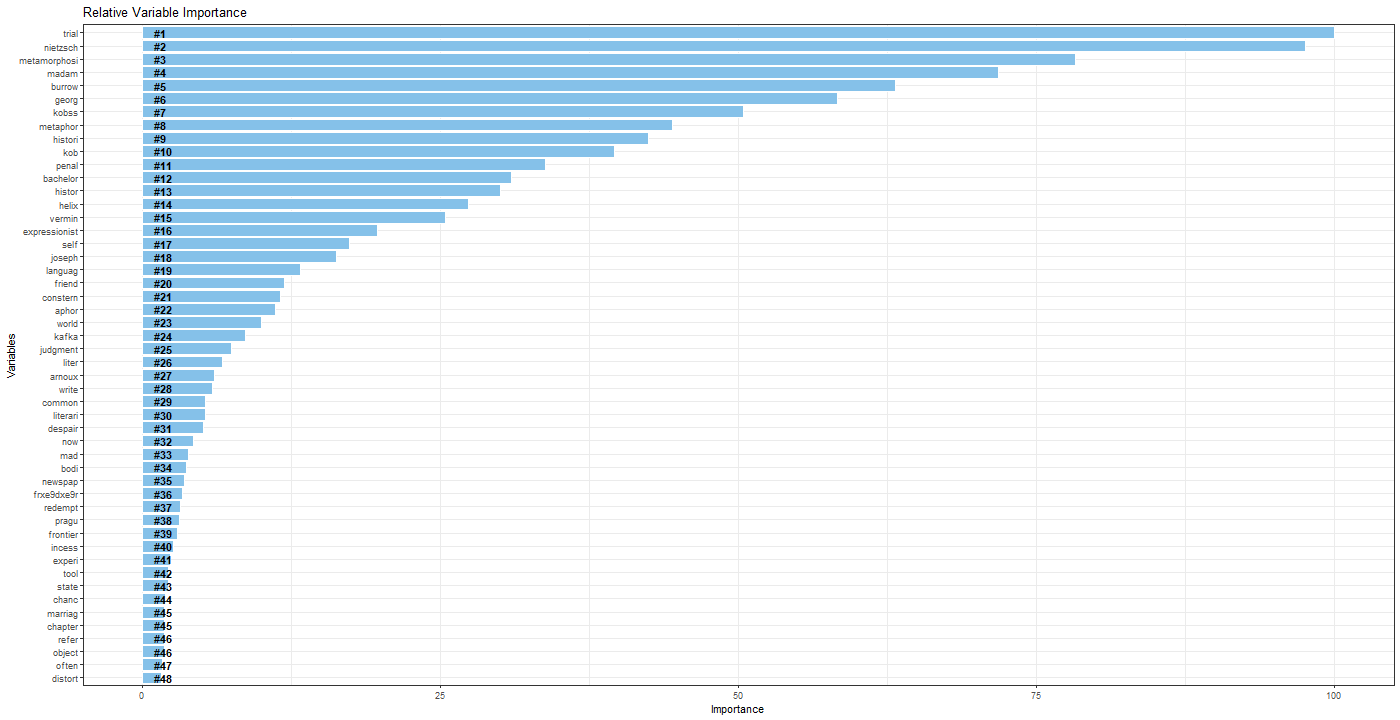 Relative Variable Importance
trial #1
nietzsch #2
metamorphosi #3
madam #4
burrow #5
georg #6
kobss #7
metaphor #8
histori #9
kob #10
penal #11
bachelor #12
histor #13
helix #14
vermin #15
expressionist #16
self #17
joseph #18
languag #19
friend #20
constern #21
aphor #22
world #23
kafka #24
judgment #25
liter #26
arnoux #27
write #28
common #29
literari #30
despair #31
now #32
mad #33
bodi #34
newspap #35
frxe9dxe9r #36
redempt #37
pragu #38
frontier #39
incess #40
experi #41
tool #42
state #43
chanc #44
marriag #45
chapter #45
refer #46
object #46
often #47
distort #48
Variables
0 25 50 75 100
Importance